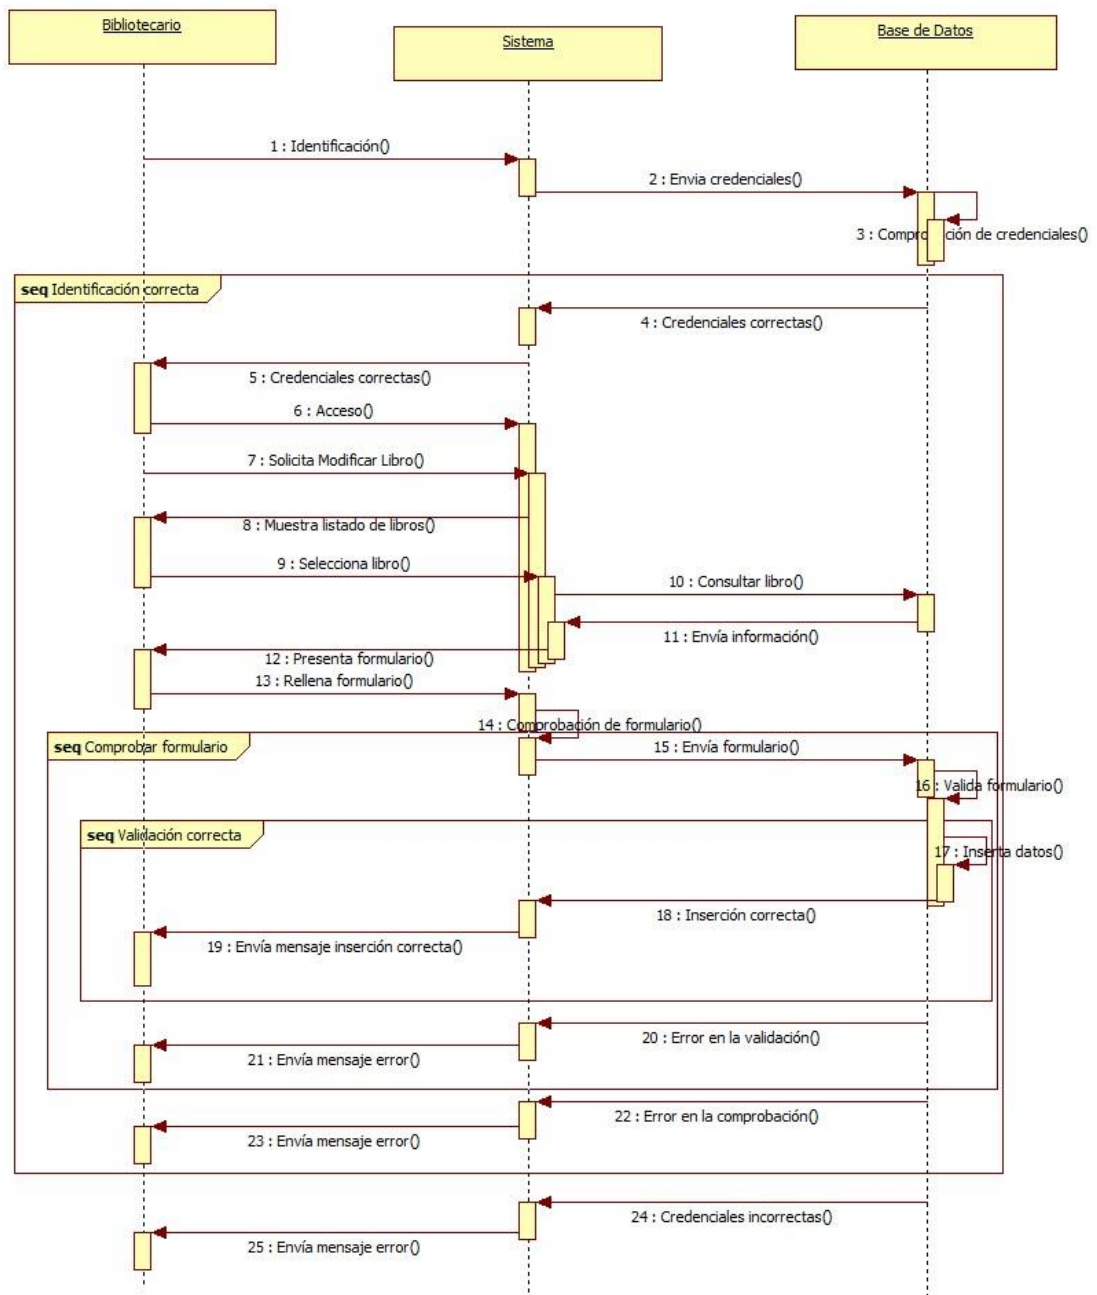 Bibliotecario
Sistema
Base de Datos
1 : Identificación()
2 : Envia credenciales()
3 : Comprobación de credenciales()
seq Identificación correcta
4 : Credenciales correctas()
5 : Credenciales correctas()
6 : Acceso()
7 : Solicita Modificar Libro()
8 : Muestra listado de libros()
9 : Selecciona libro()
10 : Consultar libro()
11 : Envía información()
12 : Presenta formulario()
13 : Rellena formulario()
14 : Comprobación de formulario()
seq Comprobar formulario
15 : Envía formulario()
16 : Valida formulario()
seq Validación correcta
17 : Inserta datos()
18 : Inserción correcta()
19 : Envía mensaje inserción correcta()
20 : Error en la validación()
21 : Envía mensaje error()
22 : Error en la comprobación()
23 : Envía mensaje error()
24 : Credenciales incorrectas()
25 : Envía mensaje error()